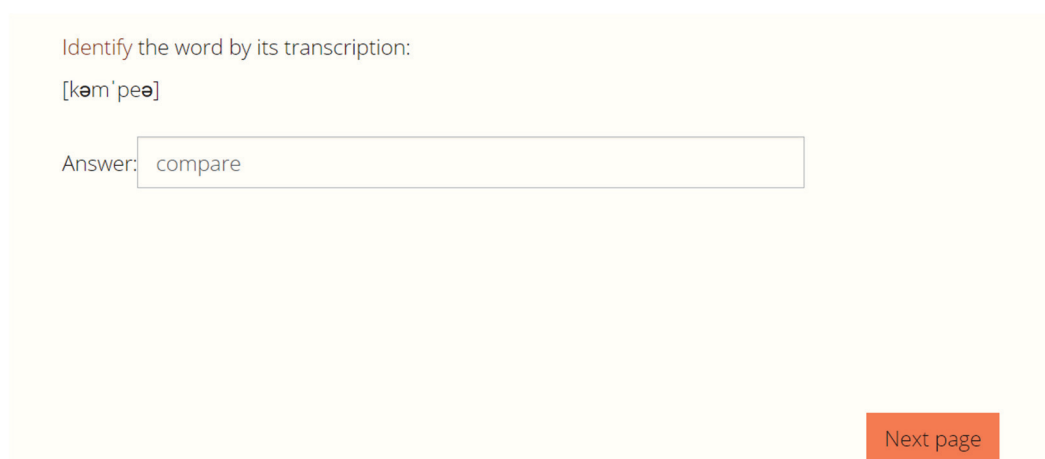 Identify the word by its transcription:
[kəmˈpeə]
Answer: compare
Next page